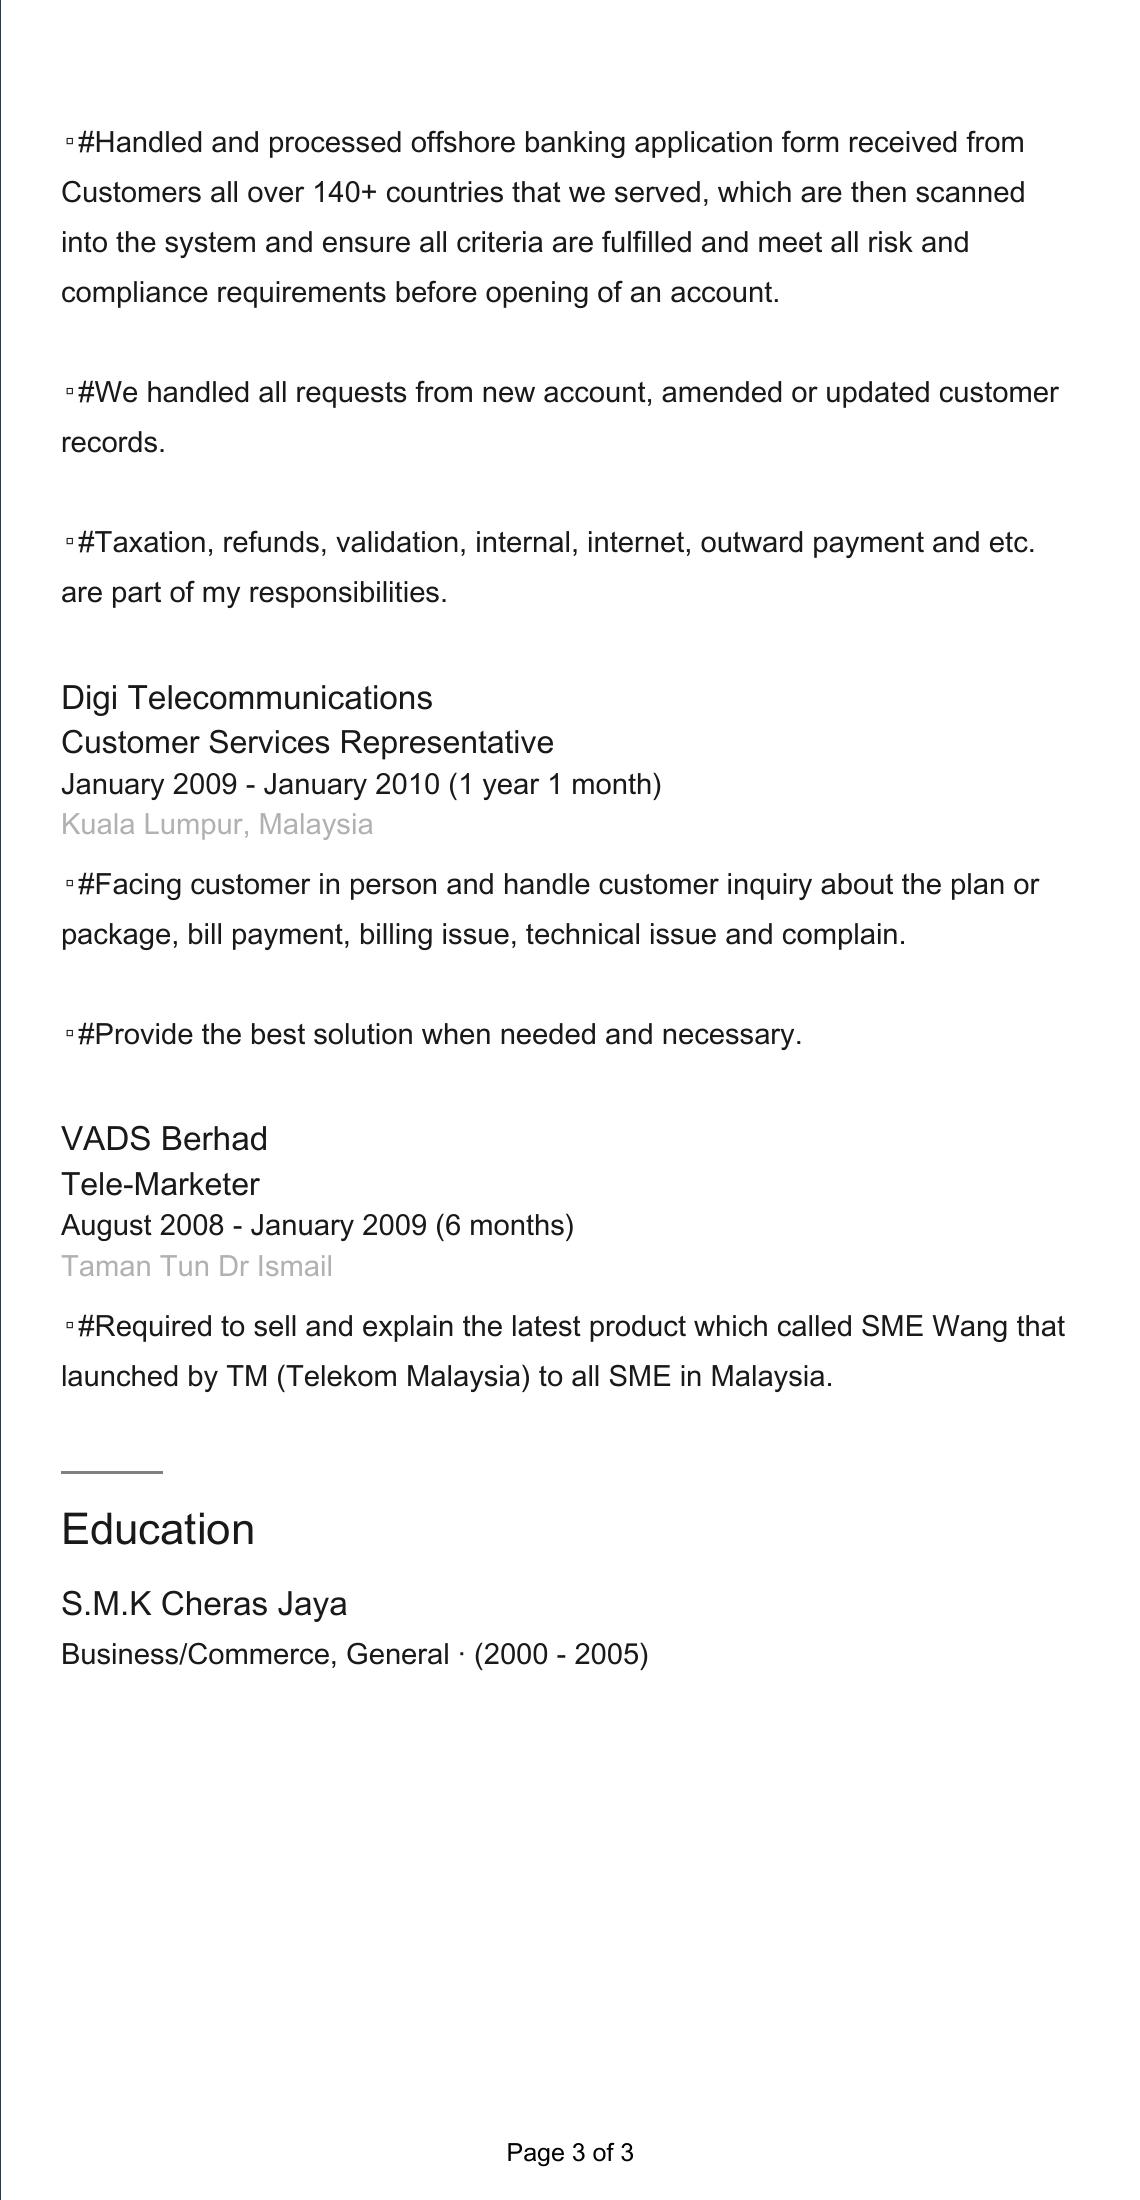 ▫#Handled and processed offshore banking application form received from
Customers all over 140+ countries that we served, which are then scanned
into the system and ensure all criteria are fulfilled and meet all risk and
compliance requirements before opening of an account.
▫#We handled all requests from new account, amended or updated customer
records.
▫#Taxation, refunds, validation, internal, internet, outward payment and etc.
are part of my responsibilities.
Digi Telecommunications
Customer Services Representative
January 2009 - January 2010 (1 year 1 month)
Kuala Lumpur, Malaysia
▫#Facing customer in person and handle customer inquiry about the plan or
package, bill payment, billing issue, technical issue and complain.
▫#Provide the best solution when needed and necessary.
VADS Berhad
Tele-Marketer
August 2008 - January 2009 (6 months)
Taman Tun Dr Ismail
▫#Required to sell and explain the latest product which called SME Wang that
launched by TM (Telekom Malaysia) to all SME in Malaysia.
Education
S.M.K Cheras Jaya
Business/Commerce, General · (2000 - 2005)
Page 3 of 3